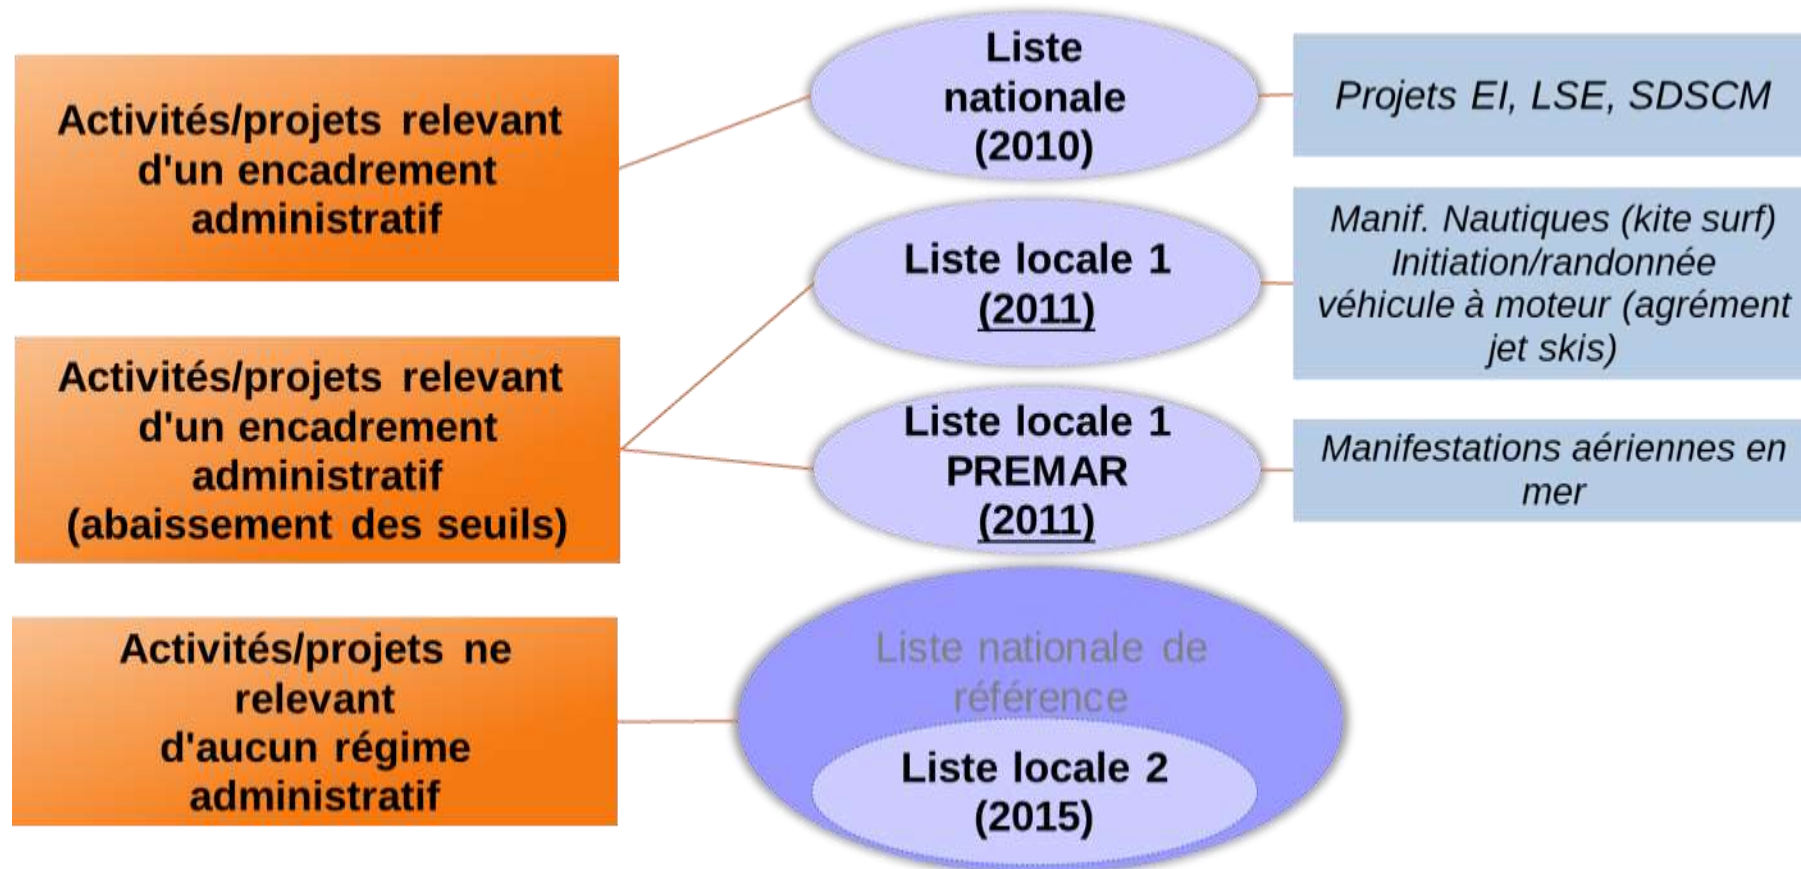 Activités/projets relevant
d'un encadrement
administratif
Liste
nationale
(2010)
Projets EI, LSE, SDSCM
Activités/projets relevant
d'un encadrement
administratif
(abaissement des seuils)
Liste locale 1
(2011)
Manif. Nautiques (kite surf)
Initiation/randonnée
véhicule à moteur (agrément
jet skis)
Liste locale 1
PREMAR
(2011)
Manifestations aériennes en
mer
Activités/projets ne
relevant
d'aucun régime
administratif
Liste nationale de
référence
Liste locale 2
(2015)